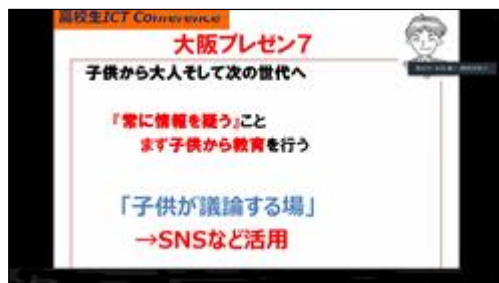 高校生ICT Conference
大阪プレゼン７
子供から大人そして次の世代へ
『常に情報を疑う』こと
まず子供から教育を行う
「子供が議論する場」
→SNSなど活用